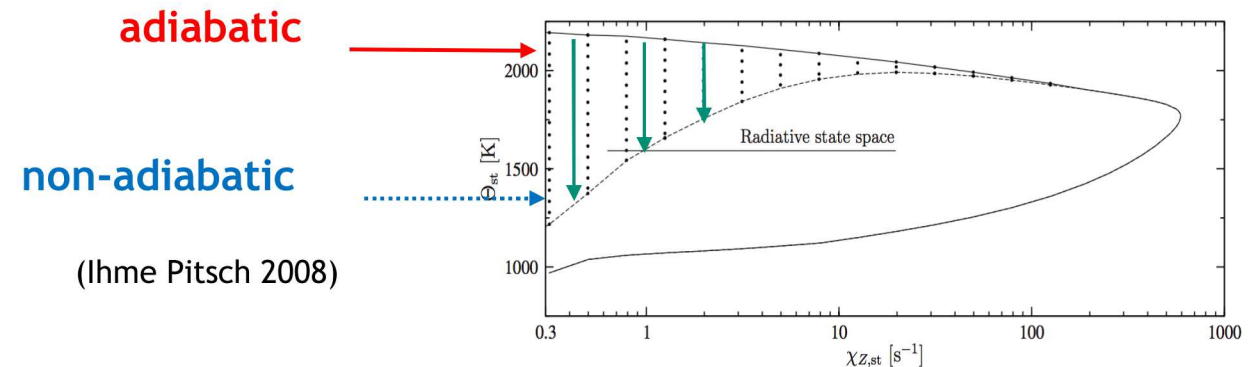 adiabatic
non-adiabatic
(Ihme Pitsch 2008)
2000
1500
1000
Θst [K]
Radiative state space
0.3 1 10 100 1000
χZ,st [s−1]